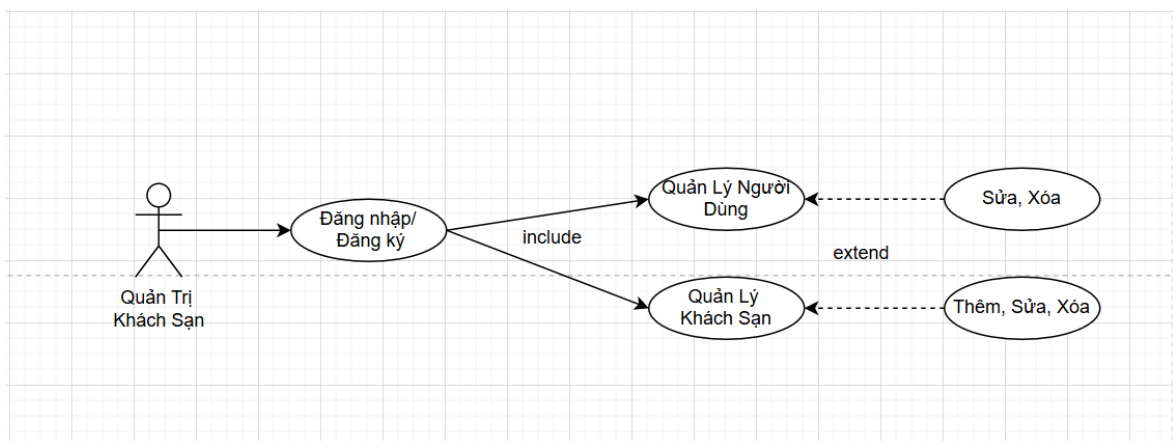 Quản Trị
Khách Sạn
Đăng nhập/
Đăng ký
include
Quản Lý Người
Dùng
Quản Lý
Khách Sạn
extend
Sửa, Xóa
Thêm, Sửa, Xóa